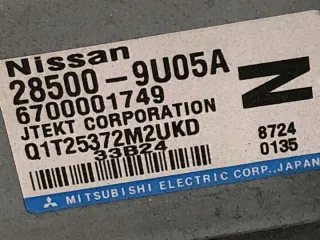 Nissan
28500-9U05A
N
6700001749
JTEKT CORPORATION
Q1T25372M2UKD
33B24
8724
0135
MITSUBISHI ELECTRIC CORP., JAPAN